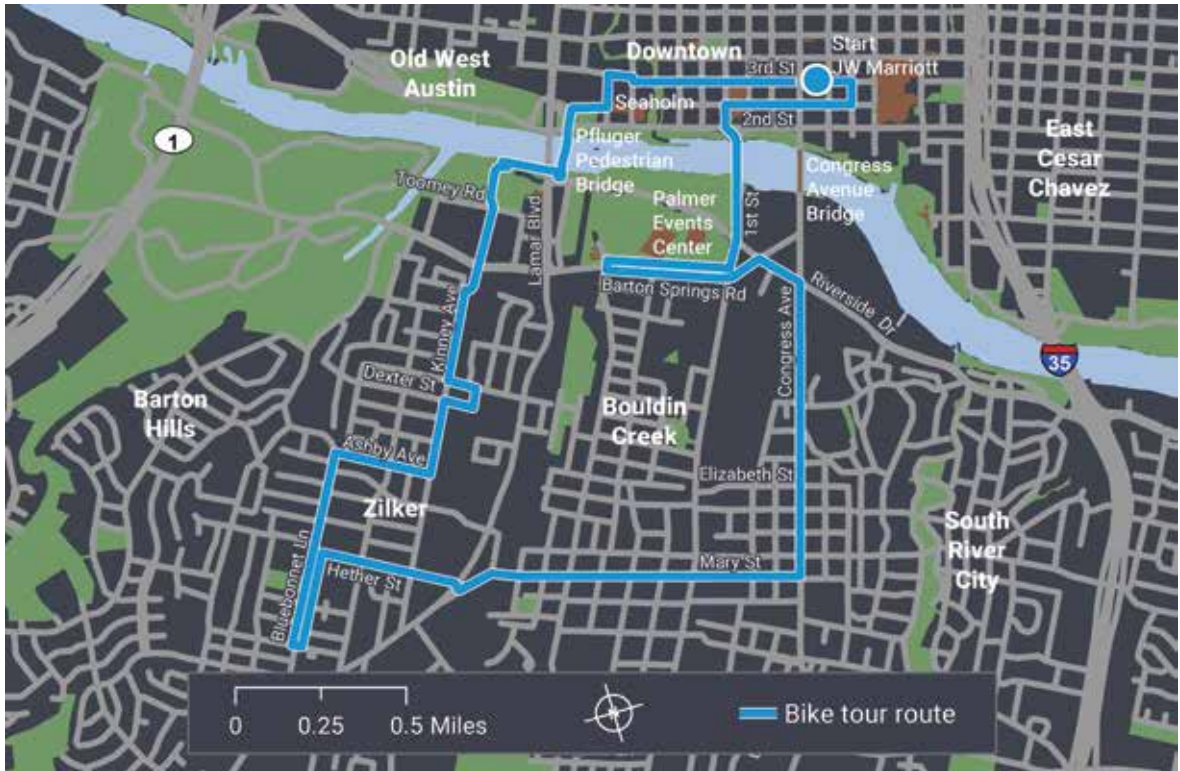 Old West
Austin
Downtown
Start
JW Marriott
3rd St
Seaholm
2nd St
1
Pfluger
Pedestrian
Bridge
East
Cesar
Chavez
Toomey Rd
Lamar Blvd
Palmer
Events
Center
1st St
Congress
Avenue
Bridge
Barton Springs Rd
Riverside Dr
Kinney Ave
Congress Ave
35
Dexter St
Barton
Hills
Bouldin
Creek
Ashby Ave
Elizabeth St
Zilker
South
River
City
Bluebonnet Ln
Hether St
Mary St
0
0.25
0.5 Miles
Bike tour route